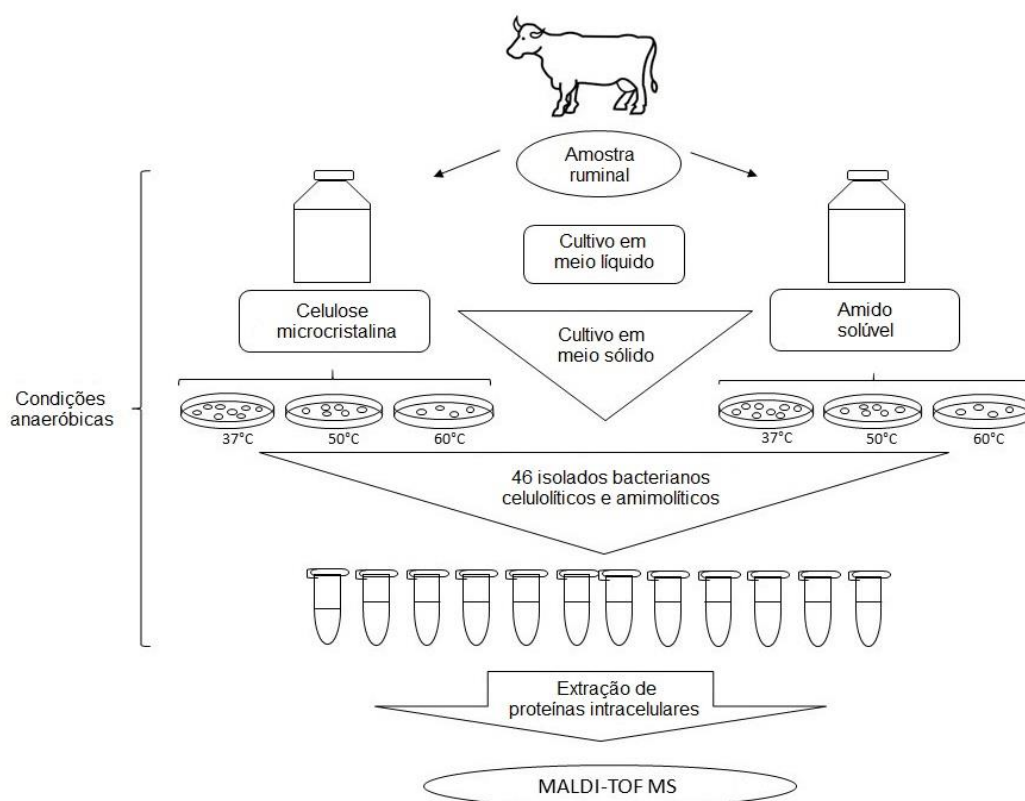 Amostra
ruminal
Cultivo em
meio líquido
Celulose
microcristalina
Amido
solúvel
Cultivo em
meio sólido
Condições
anaeróbicas
37°C
50°C
60°C
37°C
50°C
60°C
46 isolados bacterianos
celulolíticos e amimolíticos
Extração de
proteínas intracelulares
MALDI-TOF MS